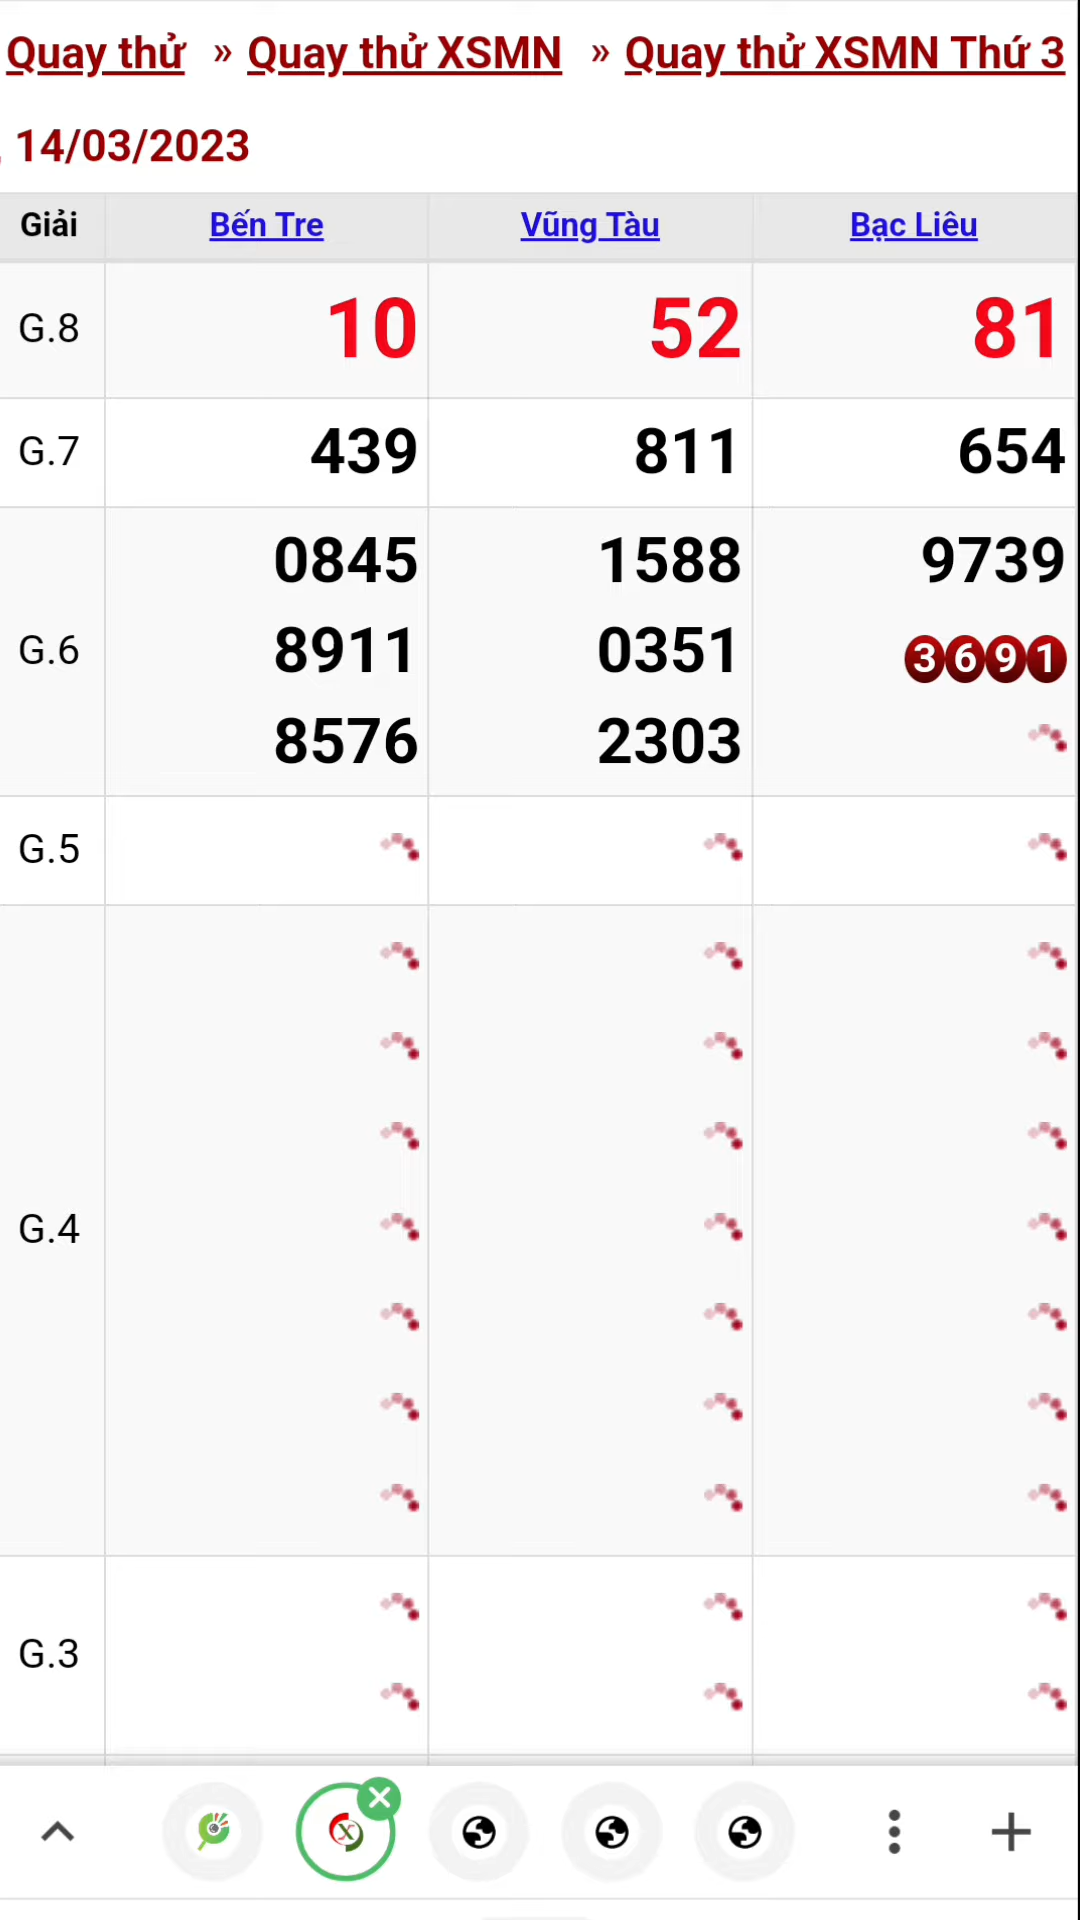 Quay thử » Quay thử XSMN » Quay thử XSMN Thứ 3
, 14/03/2023
Giải Bến Tre Vũng Tàu Bạc Liêu
G.8 10 52 81
G.7 439 811 654
0845 1588 9739
G.6 8911 0351 3691
8576 2303
G.5
G.4
G.3